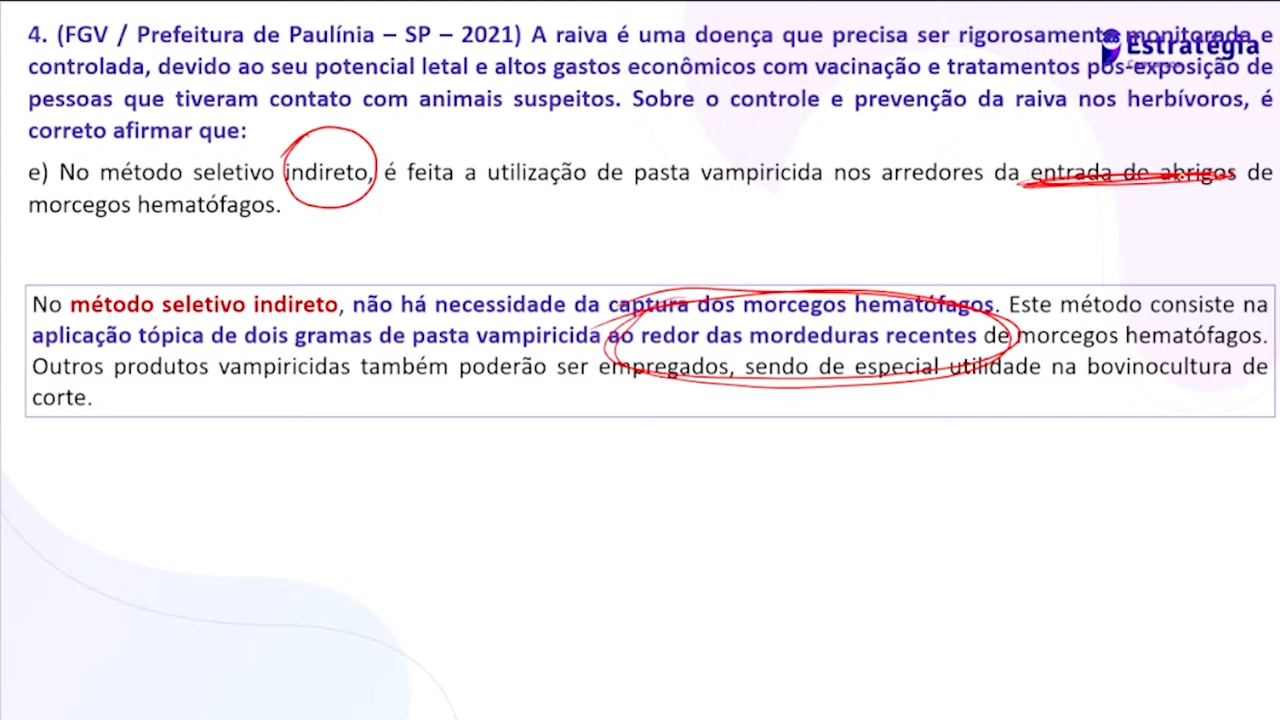 4. (FGV / Prefeitura de Paulínia – SP – 2021) A raiva é uma doença que precisa ser rigorosamente monitorada e
Estratégia
controlada, devido ao seu potencial letal e altos gastos econômicos com vacinação e tratamentos pós-exposição de
pessoas que tiveram contato com animais suspeitos. Sobre o controle e prevenção da raiva nos herbívoros, é
correto afirmar que:
e) No método seletivo indireto, é feita a utilização de pasta vampiricida nos arredores da entrada de abrigos de
morcegos hematófagos.
No método seletivo indireto, não há necessidade da captura dos morcegos hematófagos. Este método consiste na
aplicação tópica de dois gramas de pasta vampiricida ao redor das mordeduras recentes de morcegos hematófagos.
Outros produtos vampiricidas também poderão ser empregados, sendo de especial utilidade na bovinocultura de
corte.